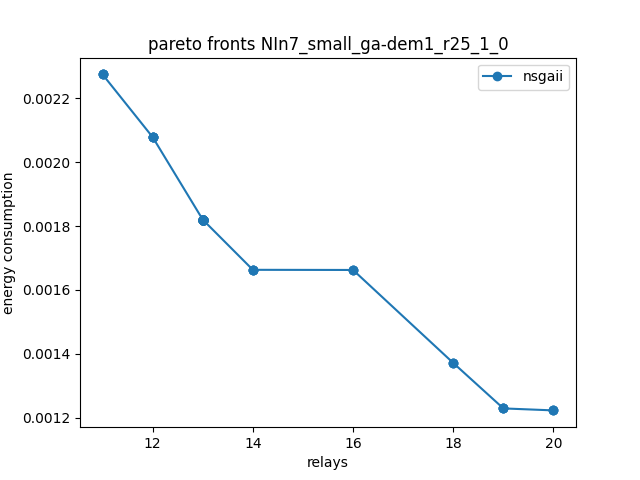 pareto fronts NIn7_small_ga-dem1_r25_1_0
nsgaii
0.0022
0.0020
0.0018
0.0016
0.0014
0.0012
energy consumption
12 14 16 18 20
relays